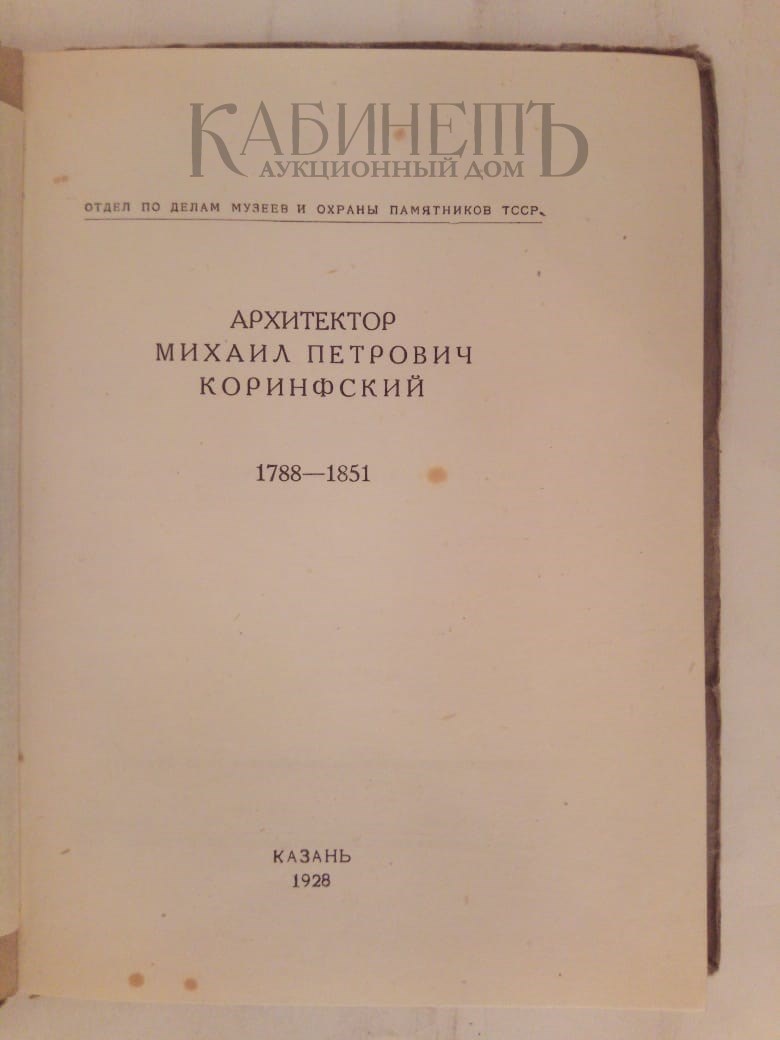 КАБИНЕТЪ
АУКЦИОННЫЙ ДОМ
ОТДЕЛ ПО ДЕЛАМ МУЗЕЕВ И ОХРАНЫ ПАМЯТНИКОВ ТССР.
АРХИТЕКТОР
МИХАИЛ ПЕТРОВИЧ
КОРИНФСКИЙ
1788—1851
КАЗАНЬ
1928